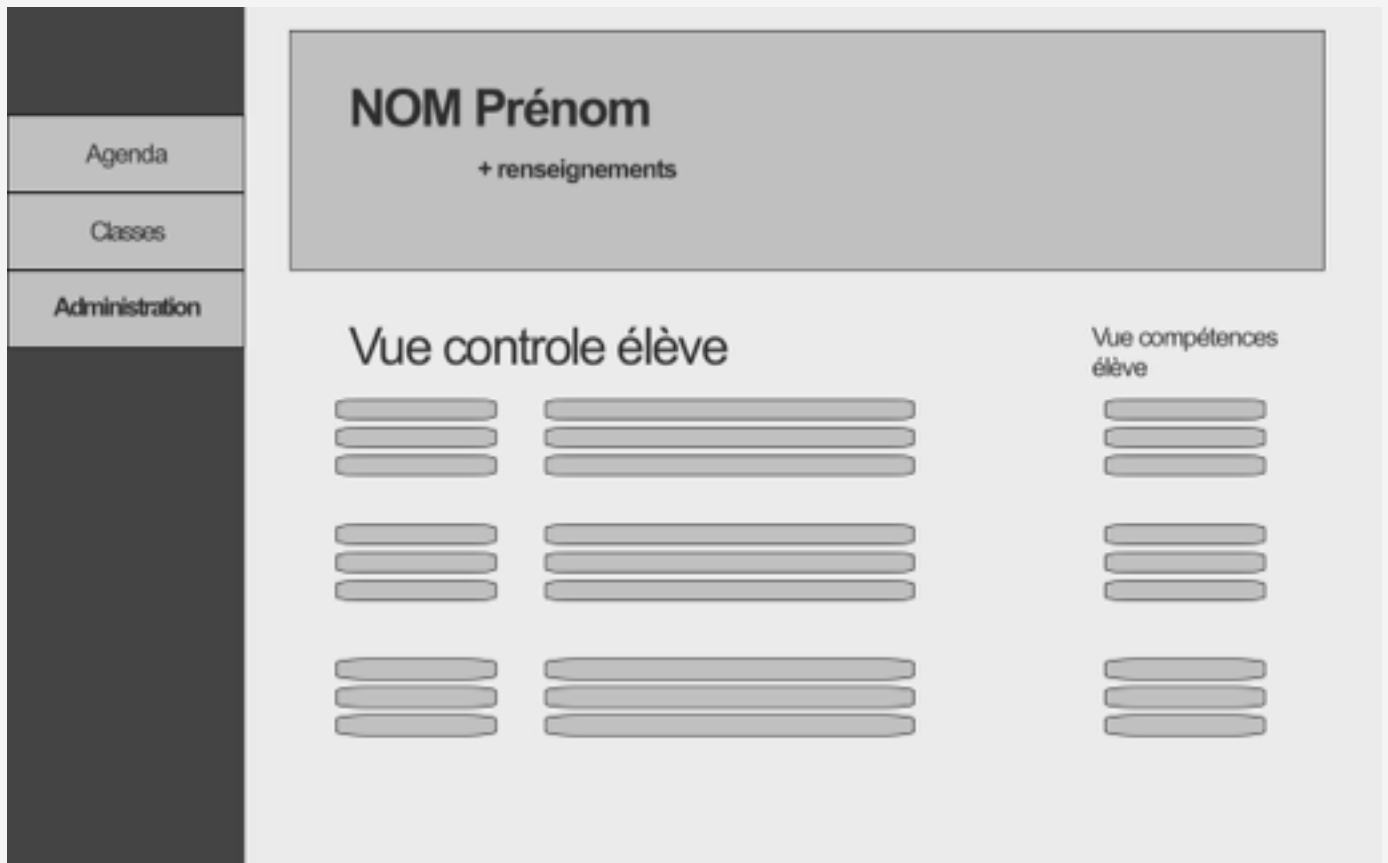 Agenda
Classes
Administration
NOM Prénom
+ renseignements
Vue controle élève
Vue compétences
élève